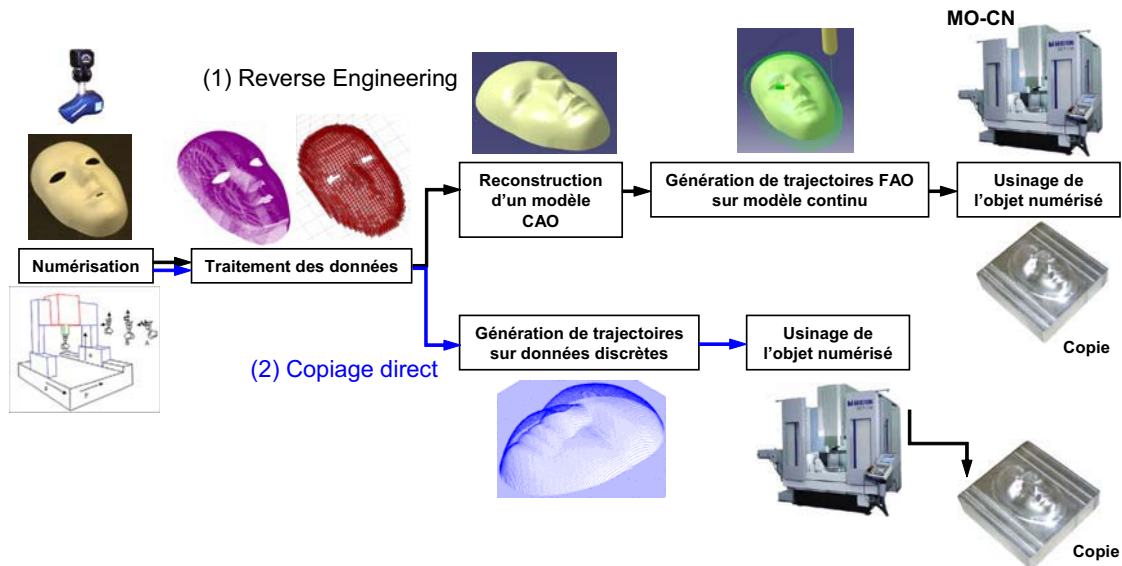 MO-CN
(1) Reverse Engineering
Reconstruction
d'un modèle
CAO
Génération de trajectoires FAO
sur modèle continu
Usinage de
l'objet numérisé
Numérisation
Traitement des données
Copie
(2) Copiage direct
Génération de trajectoires
sur données discrètes
Usinage de
l'objet numérisé
Copie